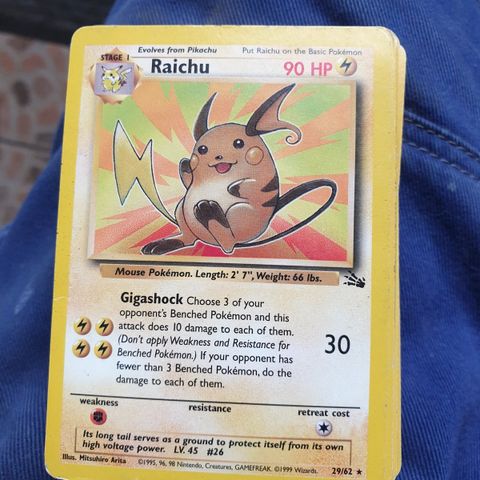 Evolves from Pikachu Put Raichu on the Basic Pokémon
STAGE 1 Raichu 90 HP
Mouse Pokémon. Length: 2' 7", Weight: 66 lbs.
Gigashock Choose 3 of your
opponent's Benched Pokémon and this
attack does 10 damage to each of them.
(Don't apply Weakness and Resistance for
Benched Pokémon.) If your opponent has
fewer than 3 Benched Pokémon, do the
damage to each of them.
30
weakness resistance retreat cost
Its long tail serves as a ground to protect itself from its own
high voltage power. LV. 45 #26
Illus. Mitsuhiro Arita ©1995, 96, 98 Nintendo, Creatures, GAMEFREAK. ©1999 Wizards. 29/62 ★